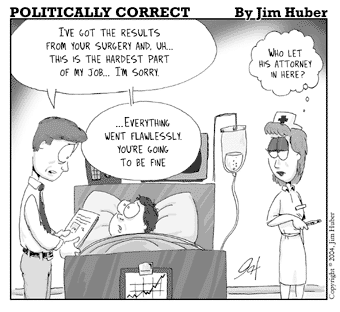 POLITICALLY CORRECT By Jim Huber
I'VE GOT THE RESULTS
FROM YOUR SURGERY AND, UH...
THIS IS THE HARDEST PART
OF MY JOB... I'M SORRY.
...EVERYTHING
WENT FLAWLESSLY.
YOU'RE GOING
TO BE FINE
WHO LET
HIS ATTORNEY
IN HERE?
Copyright © 2004, Jim Huber